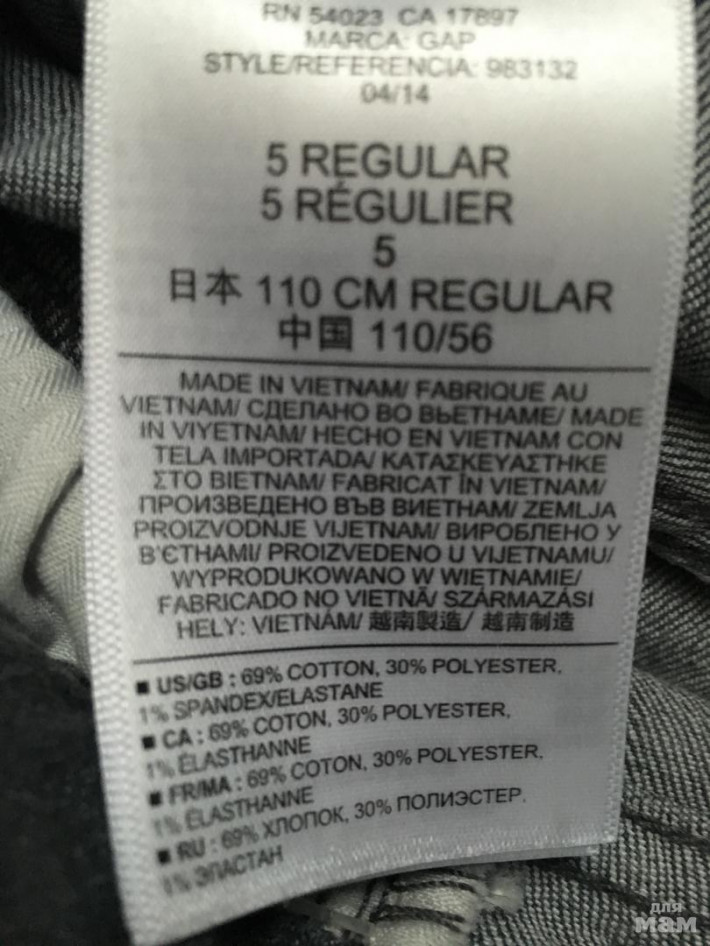 RN 54023 CA 17897
MARCA: GAP
STYLE/REFERENCIA: 983132
04/14
5 REGULAR
5 RÉGULIER
5
日本 110 CM REGULAR
中国 110/56
MADE IN VIETNAM/ FABRIQUE AU
VIETNAM/ СДЕЛАНО ВО ВЬЕТНАМЕ/ MADE
IN VIYETNAM/ HECHO EN VIETNAM CON
TELA IMPORTADA/ ΚΑΤΑΣΚΕΥΑΣΤΗΚΕ
ΣΤΟ ΒΙΕΤΝΑΜ/ FABRICAT ÎN VIETNAM/
ПРОИЗВЕДЕНО ВЪВ ВИЕТНАМ/ ZEMLJA
PROIZVODNJE VIJETNAM/ ВИРОБЛЕНО У
В'ЄТНАМІ/ PROIZVEDENO U VIJETNAMU/
WYPRODUKOWANO W WIETNAMIE/
FABRICADO NO VIETNÃ/ SZÁRMAZÁSI
HELY: VIETNÁM/ 越南製造/ 越南制造
■ US/GB : 69% COTTON, 30% POLYESTER,
1% SPANDEX/ELASTANE
■ CA : 69% COTON, 30% POLYESTER,
1% ÉLASTHANNE
■ FR/MA : 69% COTON, 30% POLYESTER,
1% ÉLASTHANNE
■ RU : 69% ХЛОПОК, 30% ПОЛИЭСТЕР,
1% ЭЛАСТАН
для
мам